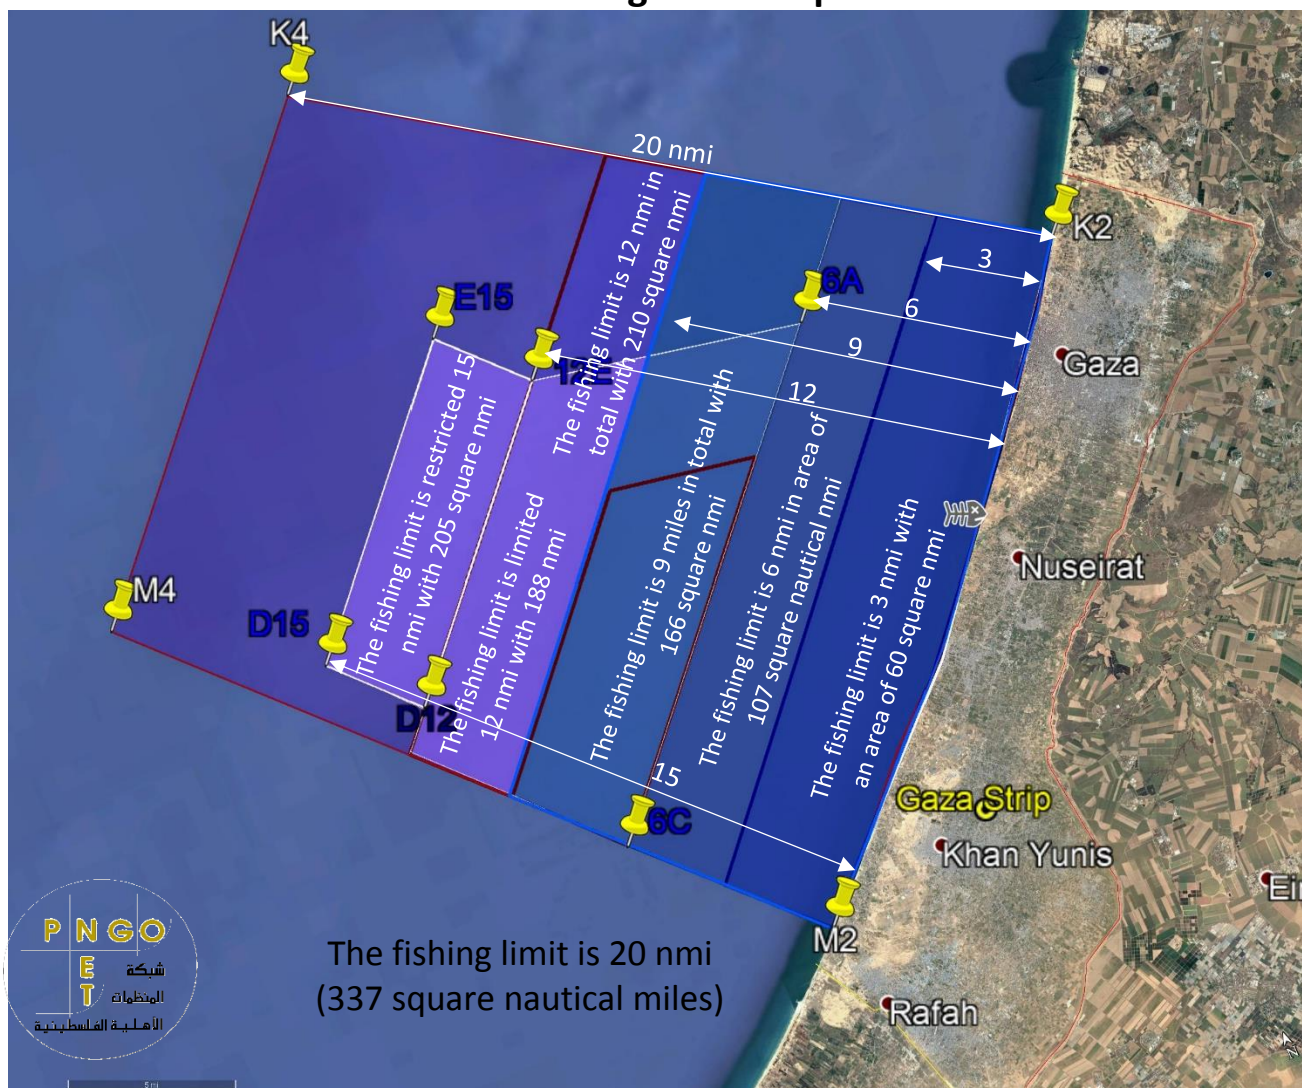 K4
20 nmi
K2
3
6A
6
E15
9
12E
12
Gaza
The fishing limit is 12 nmi in
total with 210 square nmi
The fishing limit is restricted 15
nmi with 205 square nmi
The fishing limit is limited
12 nmi with 188 nmi
The fishing limit is 9 miles in total with
166 square nmi
The fishing limit is 6 nmi in area of
107 square nautical nmi
The fishing limit is 3 nmi with
an area of 60 square nmi
Nuseirat
M4
D15
D12
15
6C
Gaza Strip
Khan Yunis
Ein
M2
Rafah
The fishing limit is 20 nmi
(337 square nautical miles)
PNGO
NET
شبكة
المنظمات
الأهلية الفلسطينية
5 mi
N